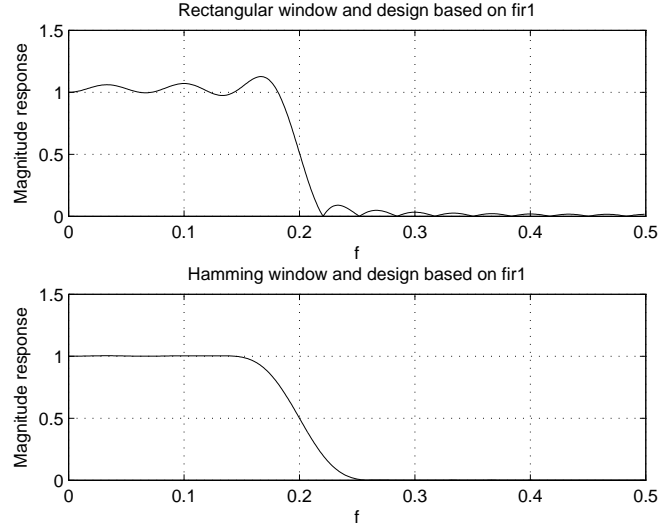 Rectangular window and design based on fir1
1.5
1
0.5
0
Magnitude response
0 0.1 0.2 0.3 0.4 0.5
f
Hamming window and design based on fir1
1.5
1
0.5
0
Magnitude response
0 0.1 0.2 0.3 0.4 0.5
f